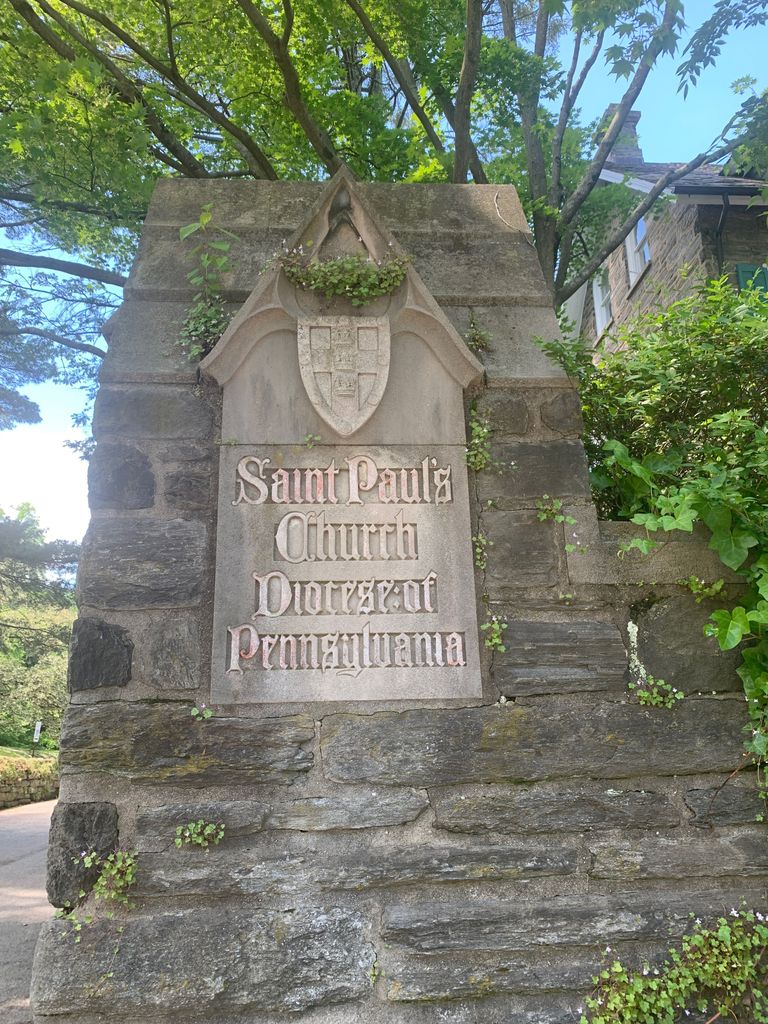 Saint Paul's
Church
Diocese:of
Pennsylvania